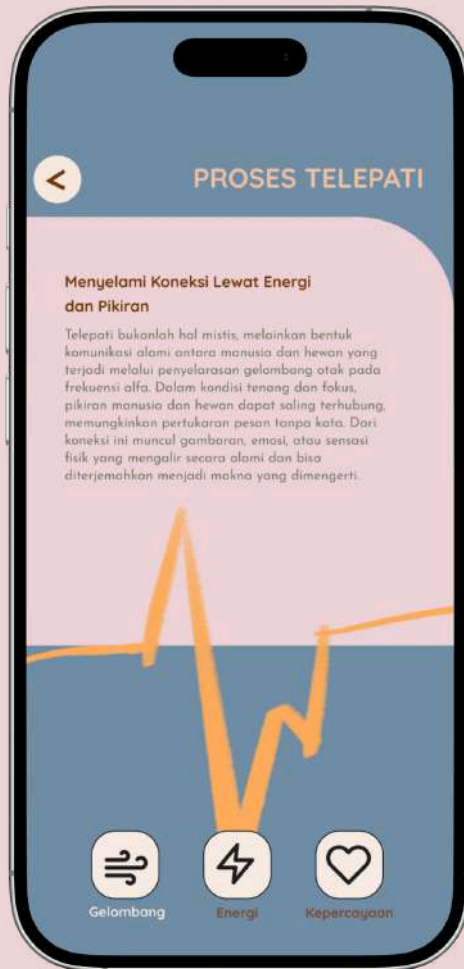 PROSES TELEPATI
Menyelami Koneksi Lewat Energi
dan Pikiran
Telepati bukanlah hal mistis, melainkan bentuk
komunikasi alami antara manusia dan hewan yang
terjadi melalui penyelarasan gelombang otak pada
frekuensi alfa. Dalam kondisi tenang dan fokus,
pikiran manusia dan hewan dapat saling terhubung,
memungkinkan pertukaran pesan tanpa kata. Dari
koneksi ini muncul gambaran, emosi, atau sensasi
fisik yang mengalir secara alami dan bisa
diterjemahkan menjadi makna yang dimengerti.
Gelombang
Energi
Kepercayaan